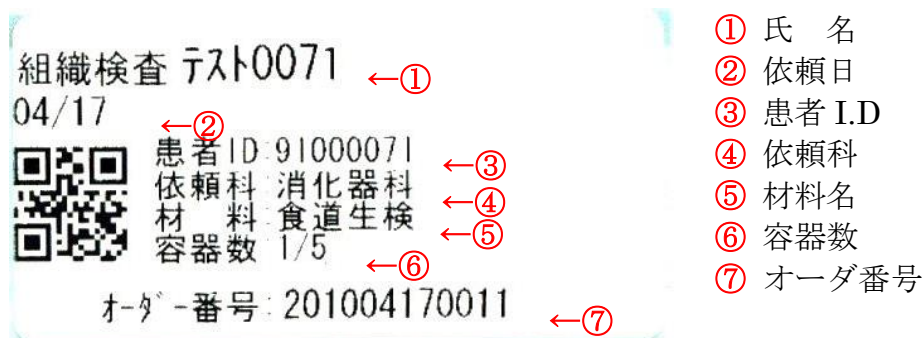 組織検査 テスト0071 ←①
04/17 ←②
患者ID:91000071 ←③
依頼科:消化器科 ←④
材　料:食道生検 ←⑤
容器数:1/5 ←⑥
オーダー番号:201004170011 ←⑦
① 氏　名
② 依頼日
③ 患者 I.D
④ 依頼科
⑤ 材料名
⑥ 容器数
⑦ オーダ番号